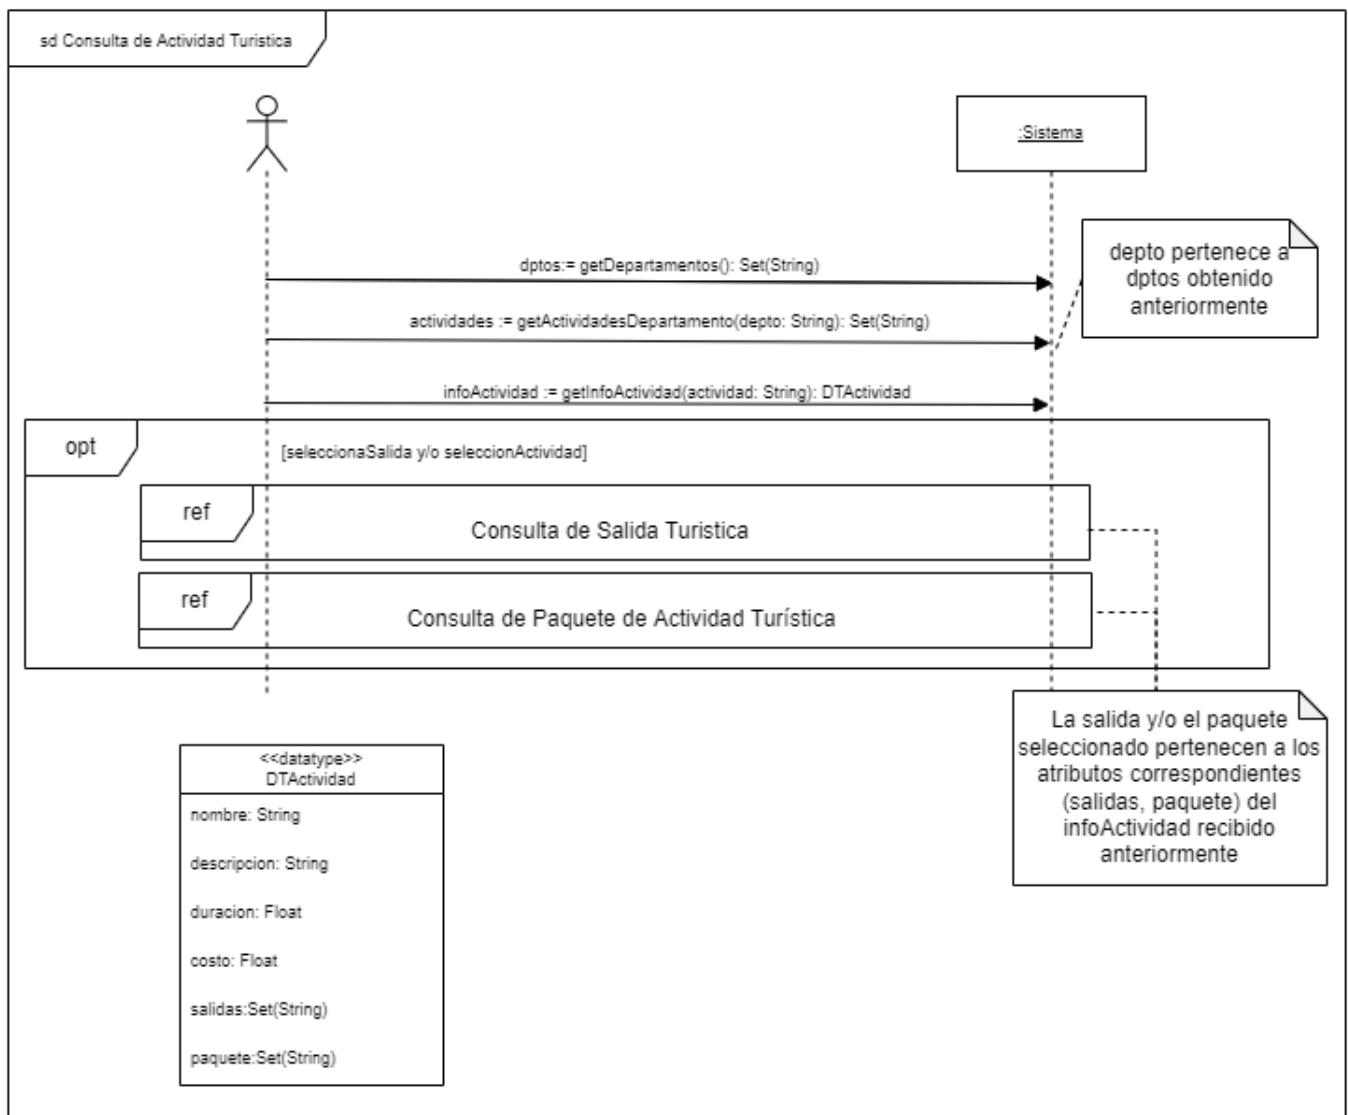 sd Consulta de Actividad Turistica
:Sistema
depto pertenece a
dptos obtenido
anteriormente
dptos:= getDepartamentos(): Set(String)
actividades := getActividadesDepartamento(depto: String): Set(String)
infoActividad := getInfoActividad(actividad: String): DTActividad
opt
[seleccionaSalida y/o seleccionActividad]
ref
Consulta de Salida Turistica
ref
Consulta de Paquete de Actividad Turística
La salida y/o el paquete
seleccionado pertenecen a los
atributos correspondientes
(salidas, paquete) del
infoActividad recibido
anteriormente
<<datatype>>
DTActividad
nombre: String
descripcion: String
duracion: Float
costo: Float
salidas:Set(String)
paquete:Set(String)